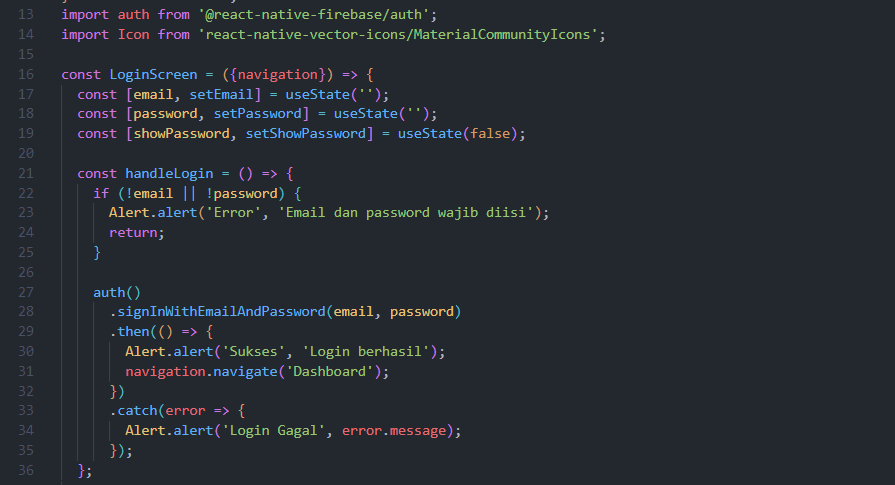 13 import auth from '@react-native-firebase/auth';
14 import Icon from 'react-native-vector-icons/MaterialCommunityIcons';
15
16 const LoginScreen = ({navigation}) => {
17 const [email, setEmail] = useState('');
18 const [password, setPassword] = useState('');
19 const [showPassword, setShowPassword] = useState(false);
20
21 const handleLogin = () => {
22 if (!email || !password) {
23 Alert.alert('Error', 'Email dan password wajib diisi');
24 return;
25 }
26
27 auth()
28 .signInWithEmailAndPassword(email, password)
29 .then(() => {
30 Alert.alert('Sukses', 'Login berhasil');
31 navigation.navigate('Dashboard');
32 })
33 .catch(error => {
34 Alert.alert('Login Gagal', error.message);
35 });
36 };